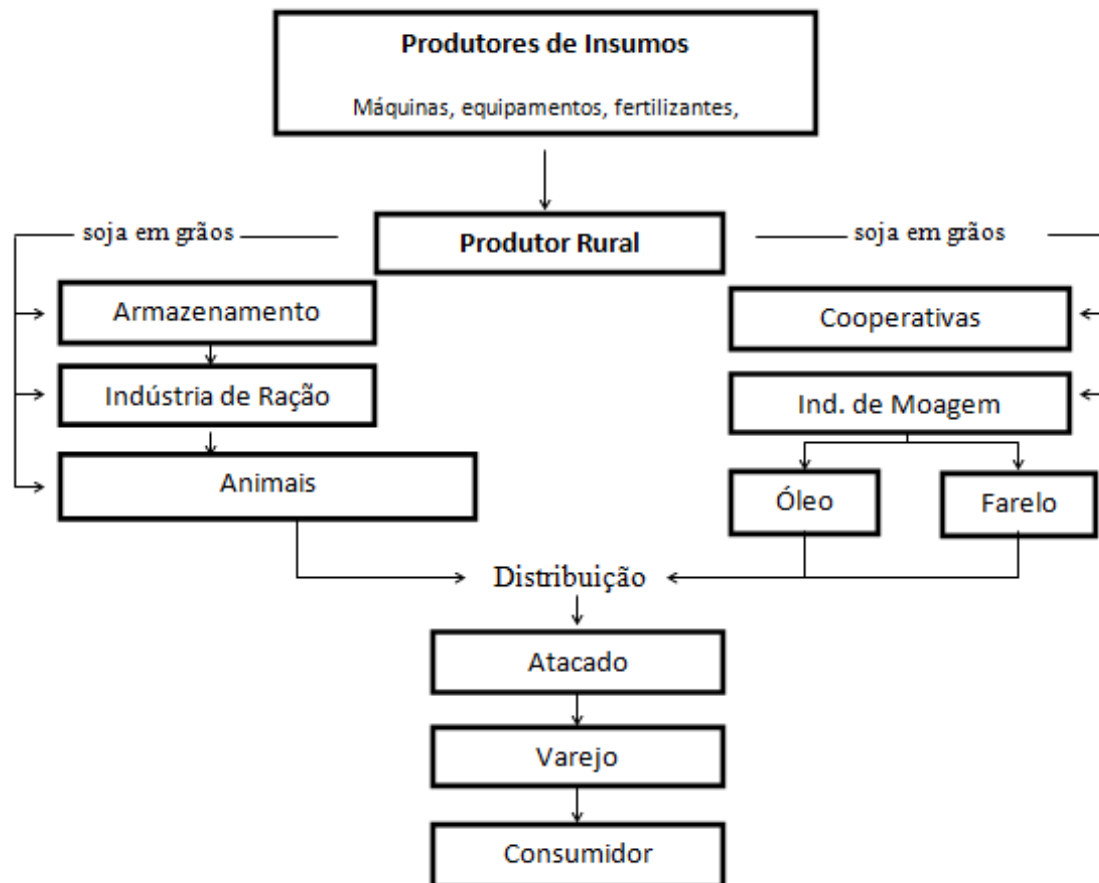 Produtores de Insumos
Máquinas, equipamentos, fertilizantes,
soja em grãos
Produtor Rural
soja em grãos
Armazenamento
Cooperativas
Indústria de Ração
Ind. de Moagem
Animais
Óleo
Farelo
Distribuição
Atacado
Varejo
Consumidor